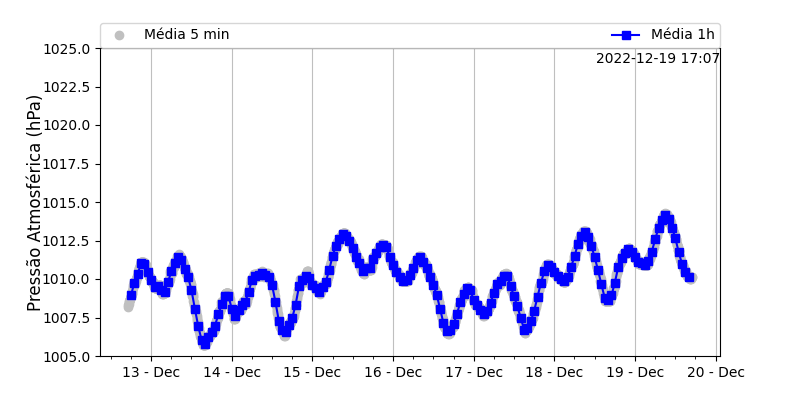 Média 5 min
Média 1h
2022-12-19 17:07
Pressão Atmosférica (hPa)
1025.0
1022.5
1020.0
1017.5
1015.0
1012.5
1010.0
1007.5
1005.0
13 - Dec
14 - Dec
15 - Dec
16 - Dec
17 - Dec
18 - Dec
19 - Dec
20 - Dec